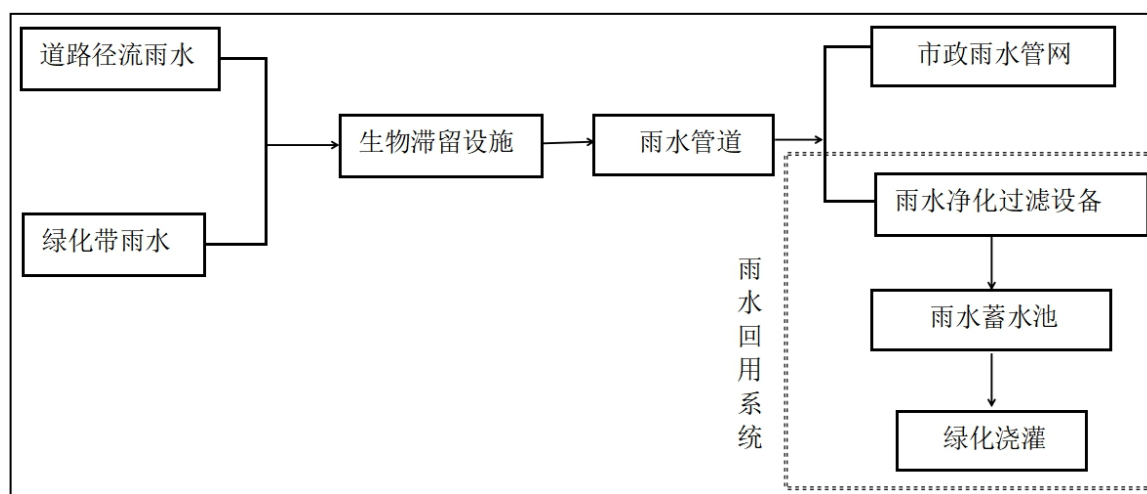 道路径流雨水
市政雨水管网
生物滞留设施
雨水管道
雨水净化过滤设备
绿化带雨水
雨水回用系统
雨水蓄水池
绿化浇灌